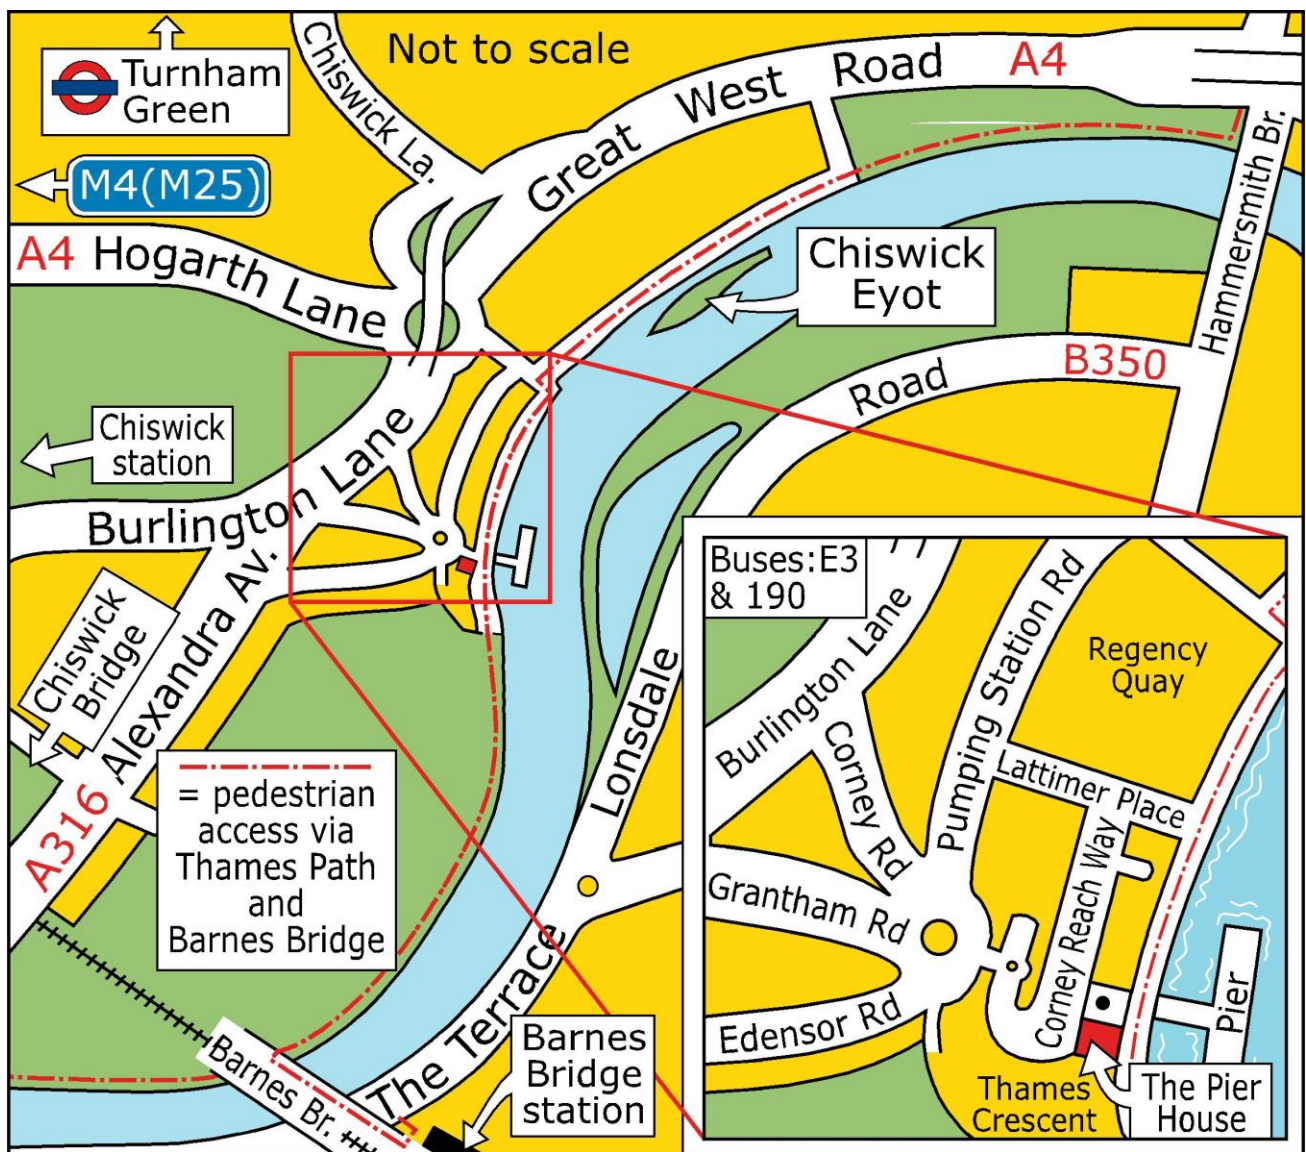 Not to scale
Turnham
Green
M4(M25)
Chiswick La.
Great West Road A4
A4 Hogarth Lane
Hammersmith Br.
Chiswick
Eyot
Road B350
Chiswick
station
Burlington Lane
Alexandra Av.
Chiswick
Bridge
A316
= pedestrian
access via
Thames Path
and
Barnes Bridge
Lonsdale
The Terrace
Barnes Br.
Barnes
Bridge
station
Buses:E3
& 190
Burlington Lane
Corney Rd
Pumping Station Rd
Regency
Quay
Lattimer Place
Corney Reach Way
Grantham Rd
Edensor Rd
Pier
Thames
Crescent
The Pier
House